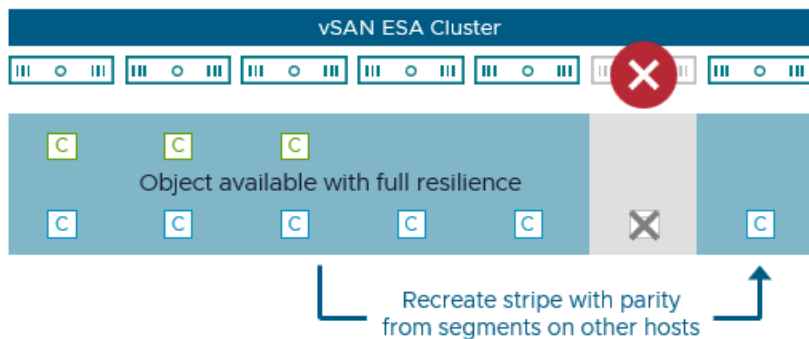 vSAN ESA Cluster
C C C
Object available with full resilience
C C C C C C
Recreate stripe with parity
from segments on other hosts